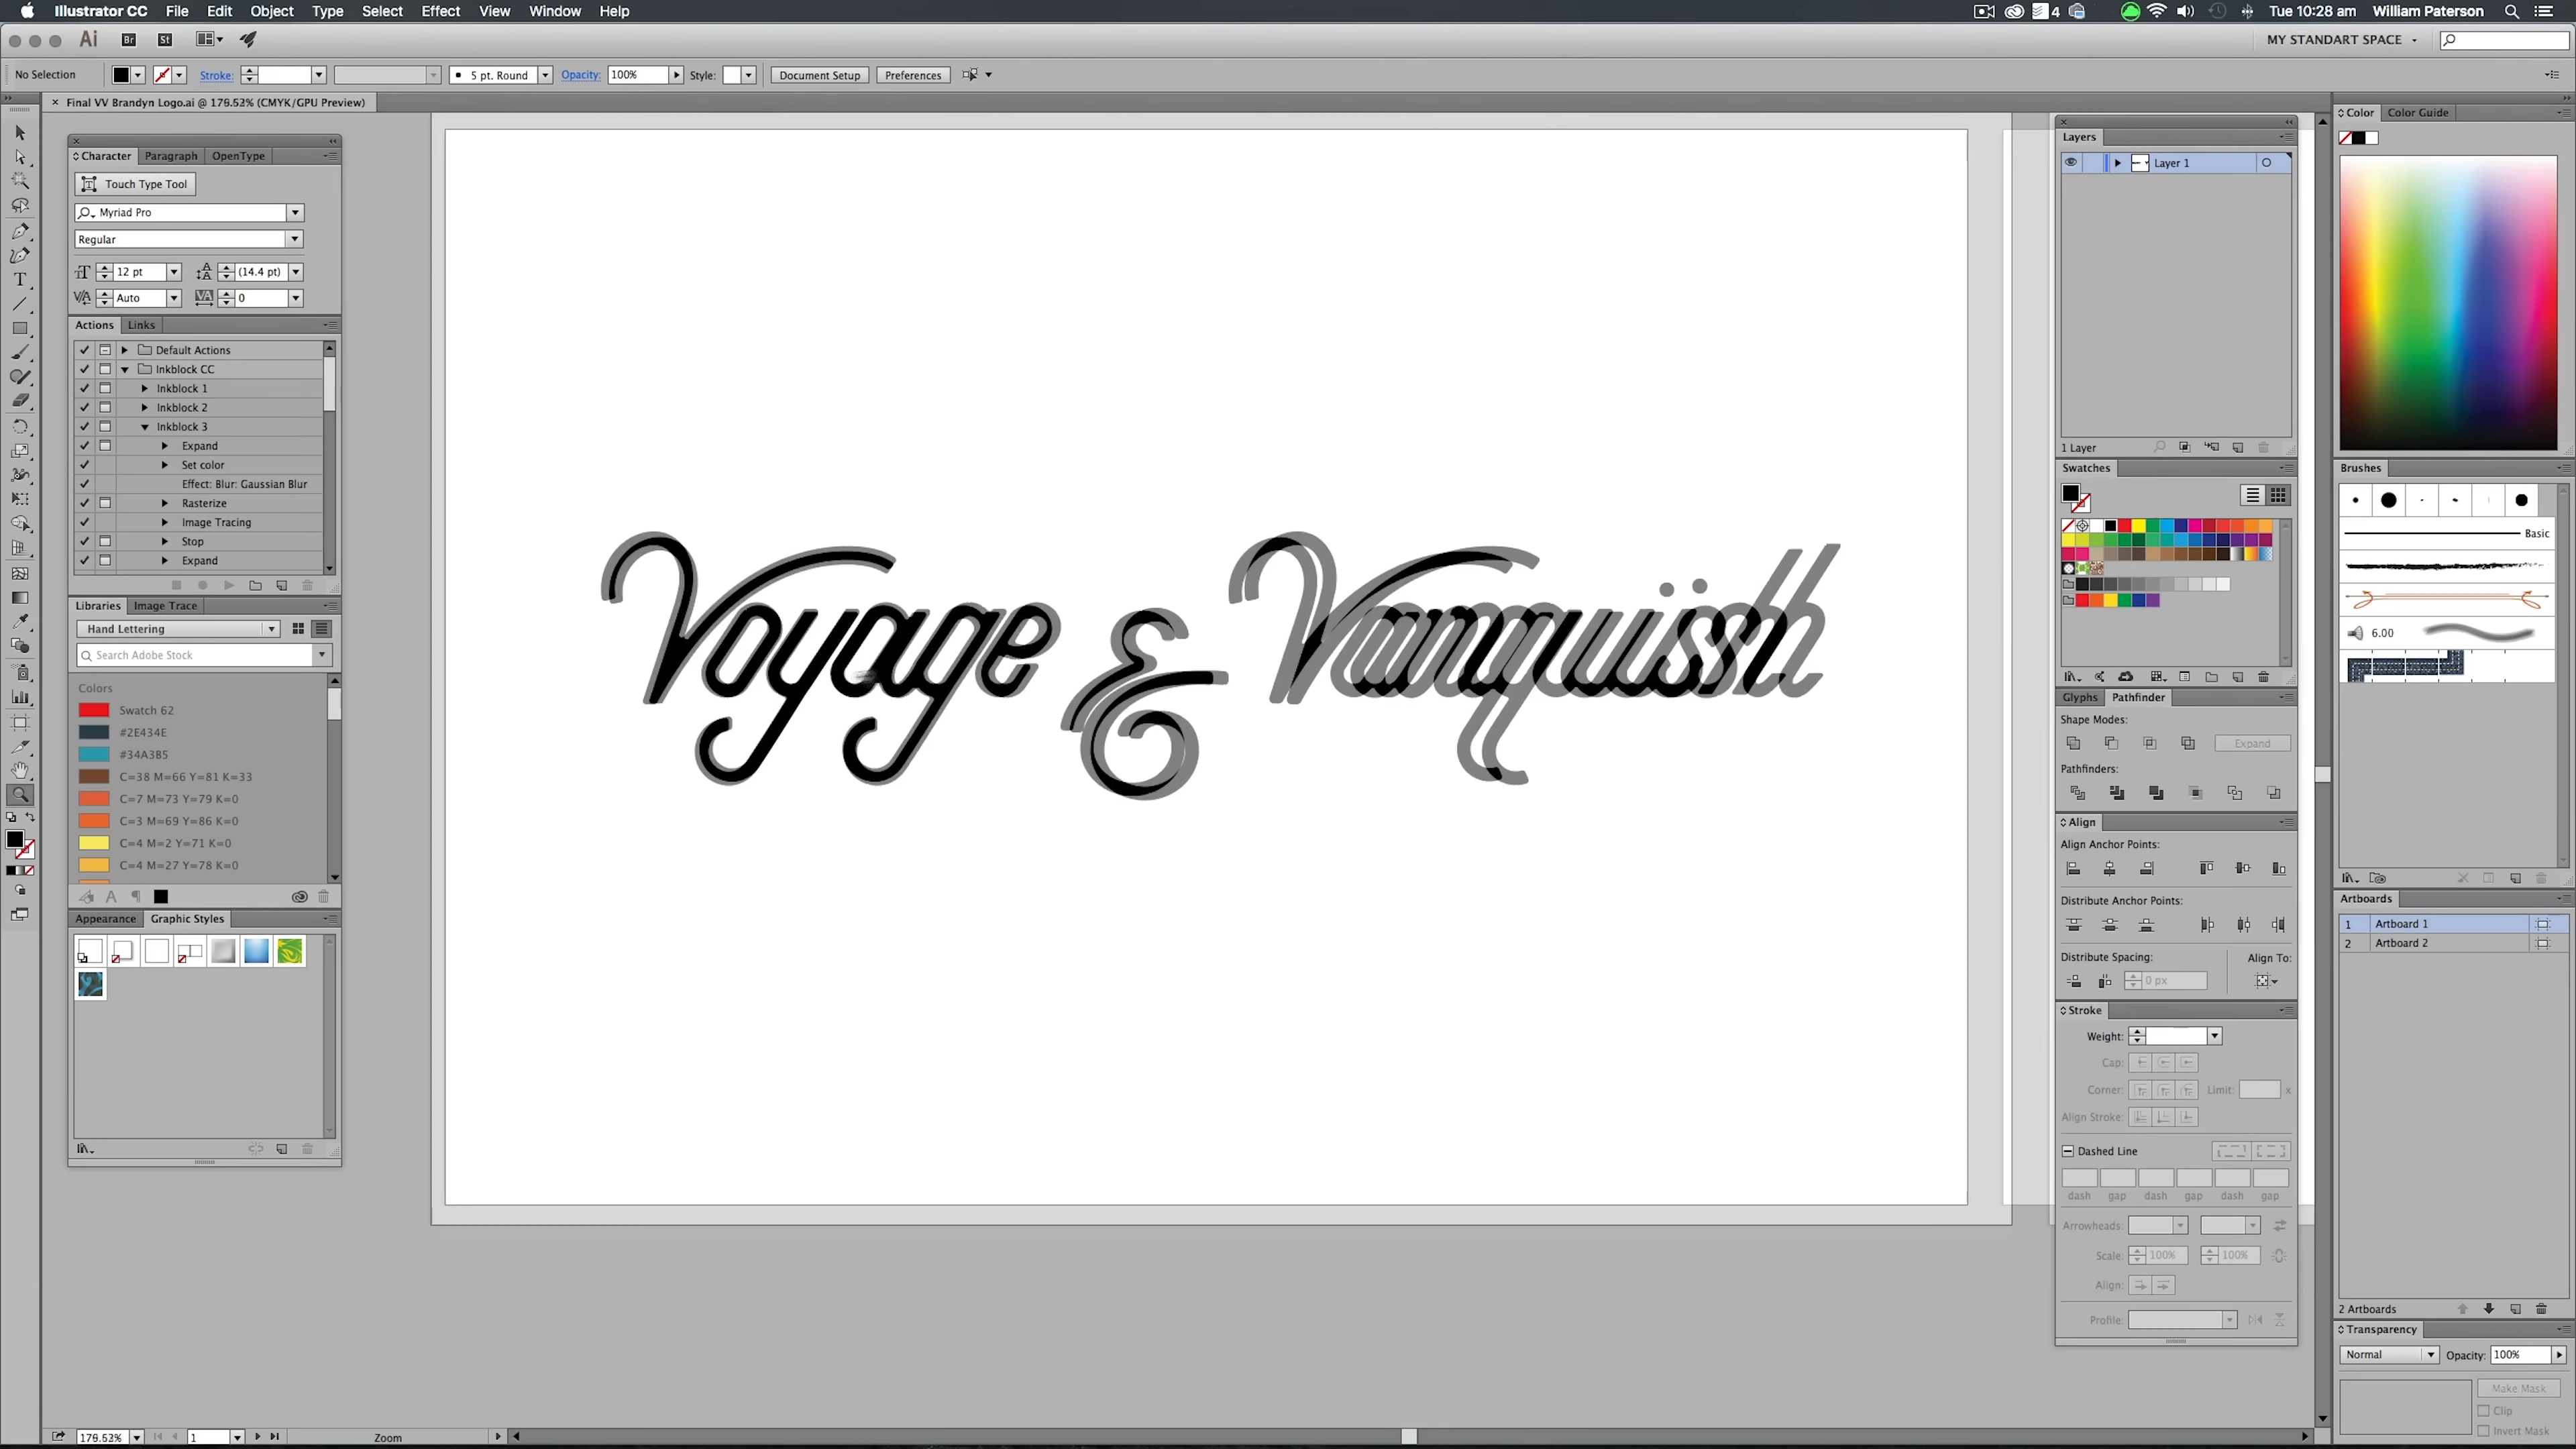 Illustrator CC File Edit Object Type Select Effect View Window Help
4 Tue 10:28 am William Paterson
Ai Br St MY STANDART SPACE
No Selection Stroke: 5 pt. Round Opacity: 100% Style: Document Setup Preferences
Final VV Brandyn Logo.ai @ 179.53% (CMYK/GPU Preview)
Character Paragraph OpenType
Touch Type Tool
Myriad Pro
Regular
12 pt (14.4 pt)
Auto 0
Actions Links
Default Actions
Inkblock CC
Inkblock 1
Inkblock 2
Inkblock 3
Expand
Set color
Effect: Blur: Gaussian Blur
Rasterize
Image Tracing
Stop
Expand
Libraries Image Trace
Hand Lettering
Search Adobe Stock
Colors
Swatch 62
#2E434E
#34A3B5
C=38 M=66 Y=81 K=33
C=7 M=73 Y=79 K=0
C=3 M=69 Y=86 K=0
C=4 M=2 Y=71 K=0
C=4 M=27 Y=78 K=0
Appearance Graphic Styles
Voyage & Vanquish
179.53% 1 Zoom
Layers
Layer 1
1 Layer
Swatches
Glyphs Pathfinder
Shape Modes:
Expand
Pathfinders:
Align
Align Anchor Points:
Distribute Anchor Points:
Distribute Spacing: Align To:
0 px
Stroke
Weight:
Cap:
Corner: Limit: x
Align Stroke:
Dashed Line
dash gap dash gap dash gap
Arrowheads:
Scale: 100% 100%
Align:
Profile:
Color Color Guide
Brushes
Basic
6.00
Artboards
1 Artboard 1
2 Artboard 2
2 Artboards
Transparency
Normal Opacity: 100%
Make Mask
Clip
Invert Mask